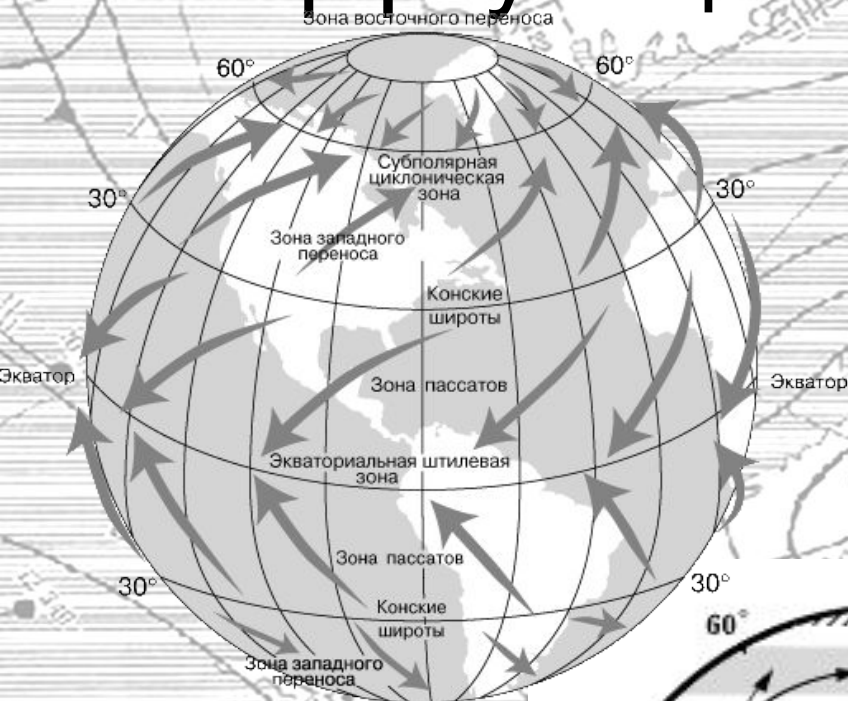 Зона восточного переноса
60°
60°
Субполярная
циклоническая
зона
30°
30°
Зона западного
переноса
Конские
широты
Экватор
Зона пассатов
Экватор
Экваториальная штилевая
зона
Зона пассатов
30°
30°
Конские
широты
60°
Зона западного
переноса